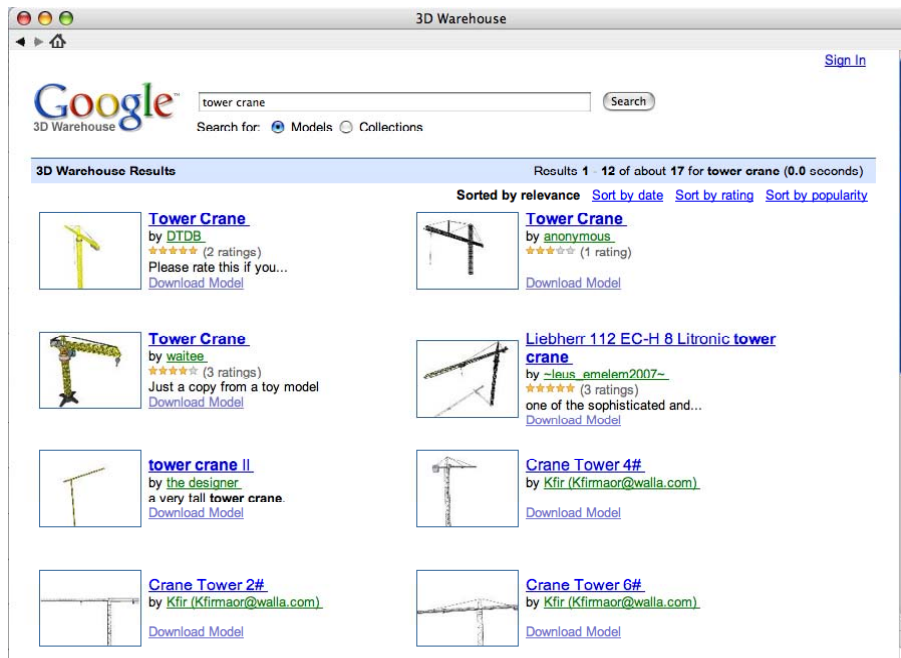 3D Warehouse
Sign In
Google™
3D Warehouse
tower crane
Search
Search for: Models Collections
3D Warehouse Results
Results 1 - 12 of about 17 for tower crane (0.0 seconds)
Sorted by relevance Sort by date Sort by rating Sort by popularity
Tower Crane
by DTDB
(2 ratings)
Please rate this if you...
Download Model
Tower Crane
by anonymous
(1 rating)
Download Model
Tower Crane
by waitee
(3 ratings)
Just a copy from a toy model
Download Model
Liebherr 112 EC-H 8 Litronic tower
crane
by ~leus_emelem2007~
(3 ratings)
one of the sophisticated and...
Download Model
tower crane II
by the designer
a very tall tower crane.
Download Model
Crane Tower 4#
by Kfir (Kfirmaor@walla.com)
Download Model
Crane Tower 2#
by Kfir (Kfirmaor@walla.com)
Download Model
Crane Tower 6#
by Kfir (Kfirmaor@walla.com)
Download Model